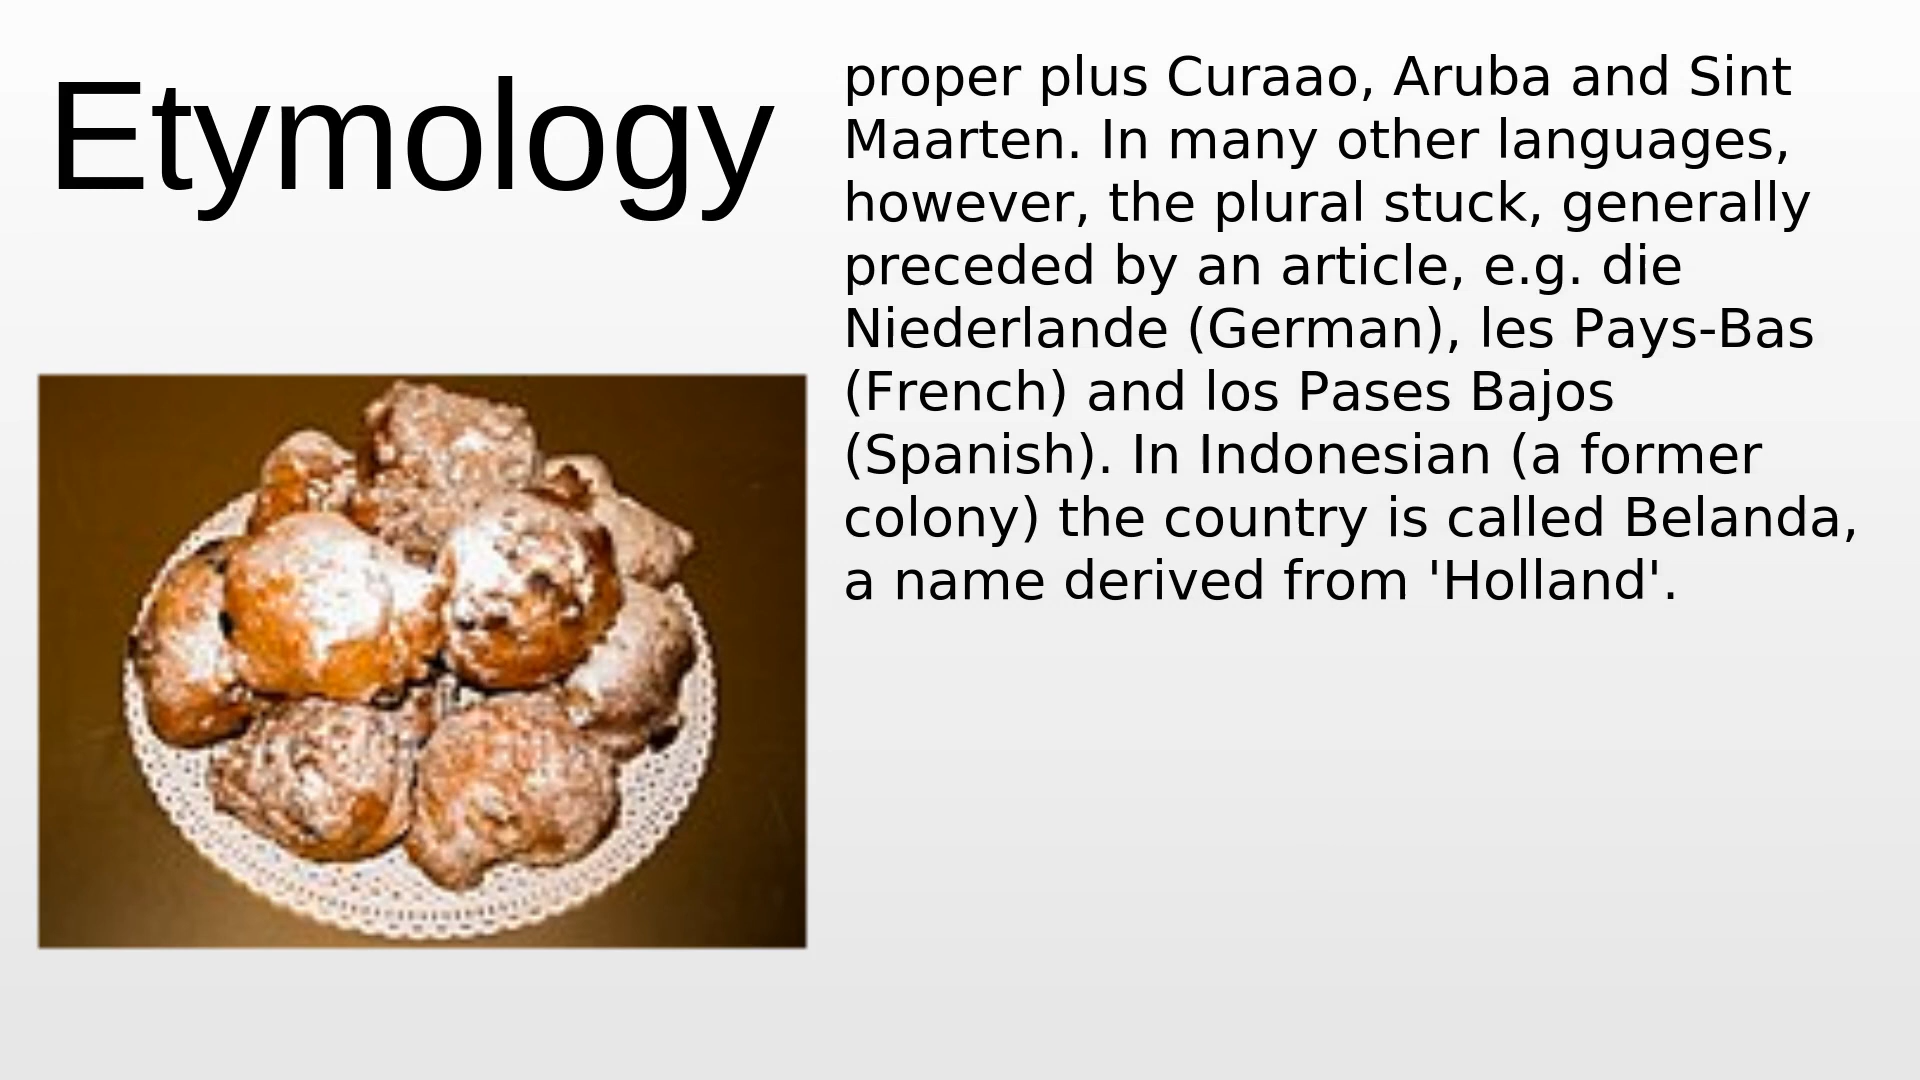 Etymology
proper plus Curaao, Aruba and Sint
Maarten. In many other languages,
however, the plural stuck, generally
preceded by an article, e.g. die
Niederlande (German), les Pays-Bas
(French) and los Pases Bajos
(Spanish). In Indonesian (a former
colony) the country is called Belanda,
a name derived from 'Holland'.